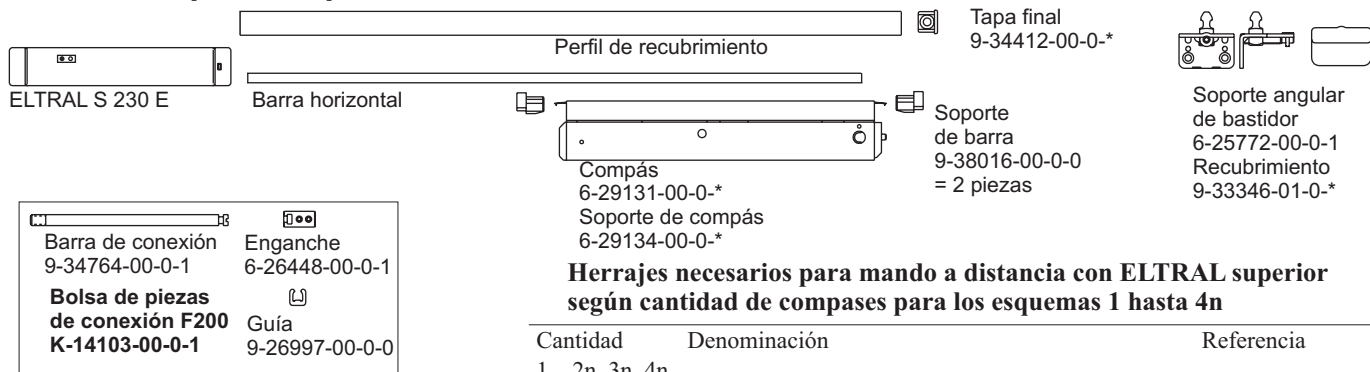 Tapa final
9-34412-00-0-*
Perfil de recubrimiento
ELTRAL S 230 E
Barra horizontal
Soporte
de barra
9-38016-00-0-0
= 2 piezas
Soporte angular
de bastidor
6-25772-00-0-1
Recubrimiento
9-33346-01-0-*
Compás
6-29131-00-0-*
Soporte de compás
6-29134-00-0-*
Barra de conexión
9-34764-00-0-1
Enganche
6-26448-00-0-1
Bolsa de piezas
de conexión F200
K-14103-00-0-1
Guía
9-26997-00-0-0
Herrajes necesarios para mando a distancia con ELTRAL superior
según cantidad de compases para los esquemas 1 hasta 4n
Cantidad Denominación Referencia
1 2n 3n 4n